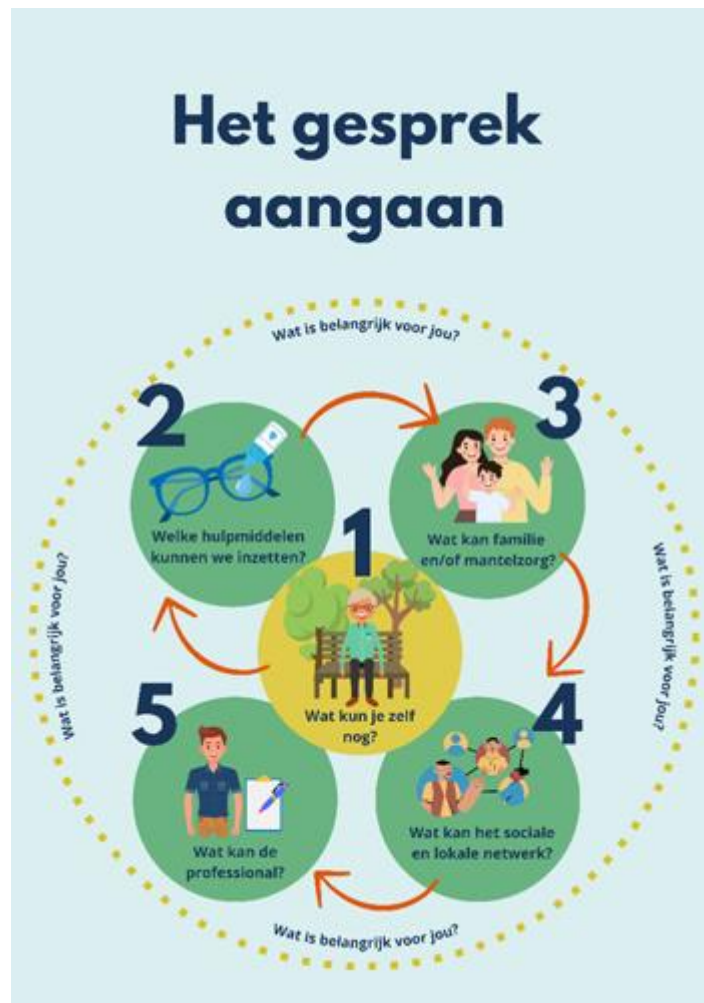 Het gesprek
aangaan
Wat is belangrijk voor jou?
1
Wat kun je zelf
nog?
2
Welke hulpmiddelen
kunnen we inzetten?
3
Wat kan familie
en/of mantelzorg?
4
Wat kan het sociale
en lokale netwerk?
5
Wat kan de
professional?
Wat is belangrijk voor jou?
Wat is belangrijk voor jou?
Wat is belangrijk voor jou?